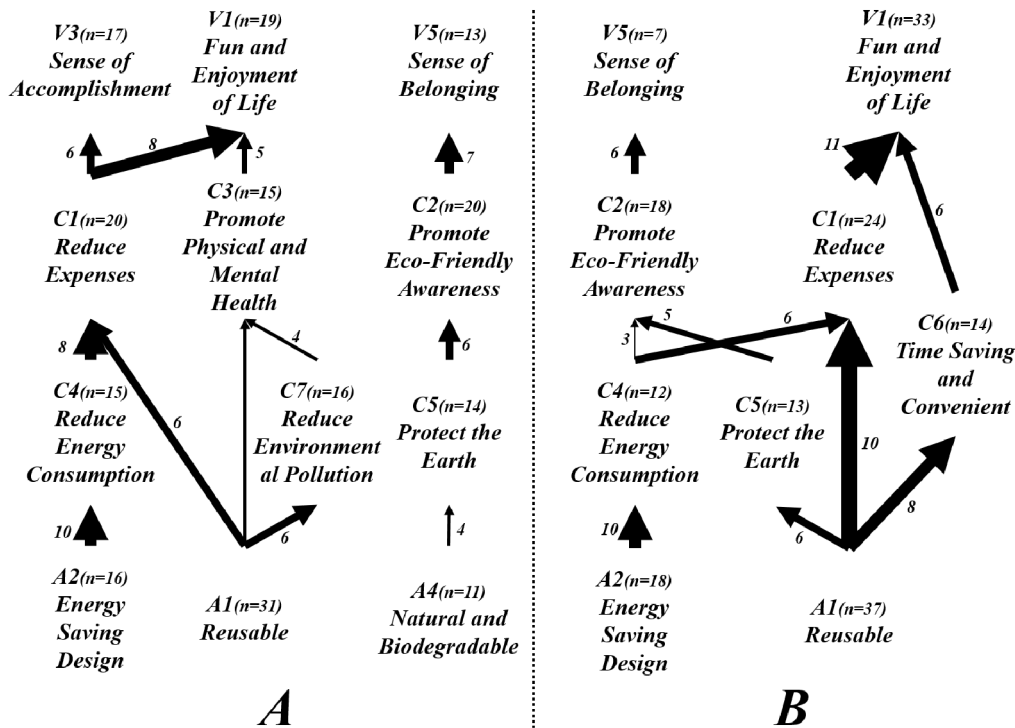 V3(n=17)
Sense of
Accomplishment
V1(n=19)
Fun and
Enjoyment
of Life
V5(n=13)
Sense of
Belonging
6
8
5
7
C1(n=20)
Reduce
Expenses
C3(n=15)
Promote
Physical and
Mental
Health
C2(n=20)
Promote
Eco-Friendly
Awareness
8
4
6
C4(n=15)
Reduce
Energy
Consumption
6
C7(n=16)
Reduce
Environment
al Pollution
C5(n=14)
Protect the
Earth
10
6
4
A2(n=16)
Energy
Saving
Design
A1(n=31)
Reusable
A4(n=11)
Natural and
Biodegradable
A
V5(n=7)
Sense of
Belonging
V1(n=33)
Fun and
Enjoyment
of Life
6
11
6
C2(n=18)
Promote
Eco-Friendly
Awareness
C1(n=24)
Reduce
Expenses
3
5
6
C6(n=14)
Time Saving
and
Convenient
C4(n=12)
Reduce
Energy
Consumption
C5(n=13)
Protect the
Earth
10
10
6
8
A2(n=18)
Energy
Saving
Design
A1(n=37)
Reusable
B